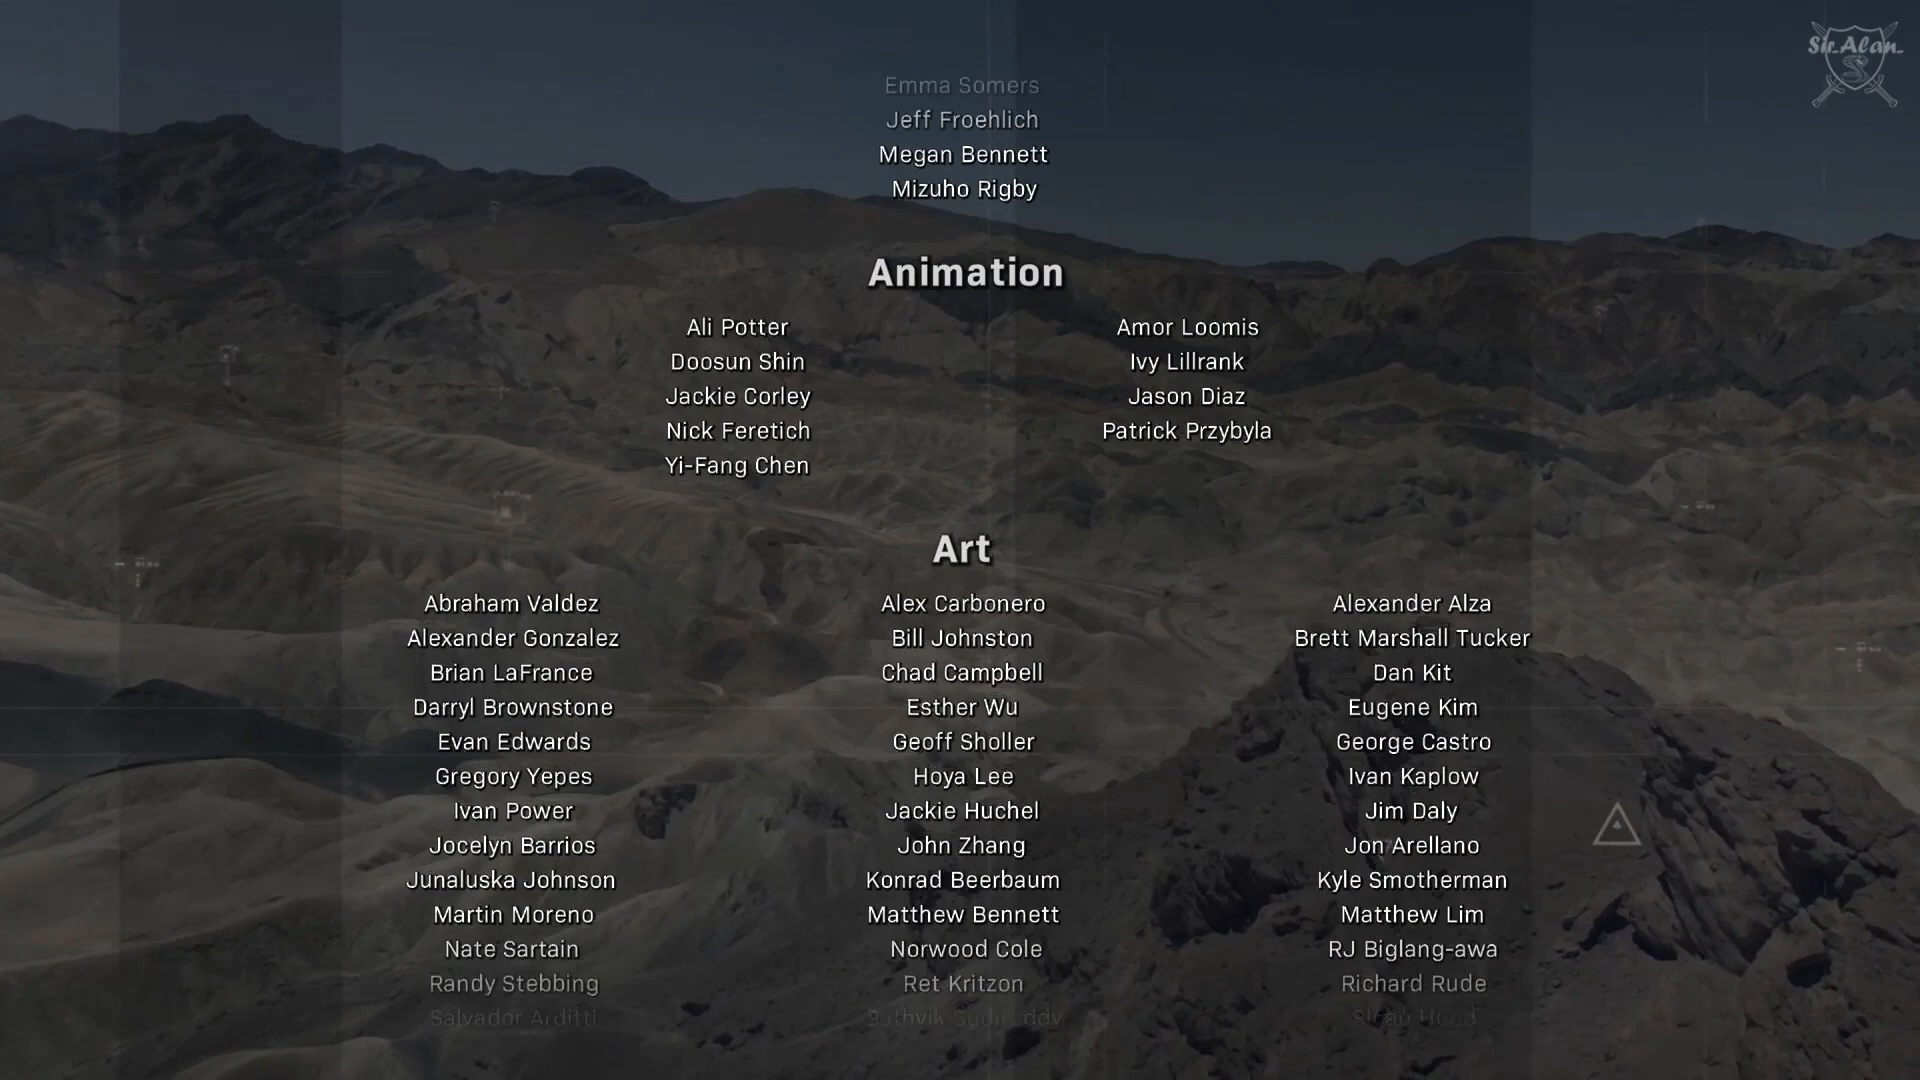 Sir_Alan_
Emma Somers
Jeff Froehlich
Megan Bennett
Mizuho Rigby
Animation
Ali Potter Amor Loomis
Doosun Shin Ivy Lillrank
Jackie Corley Jason Diaz
Nick Feretich Patrick Przybyla
Yi-Fang Chen
Art
Abraham Valdez Alex Carbonero Alexander Alza
Alexander Gonzalez Bill Johnston Brett Marshall Tucker
Brian LaFrance Chad Campbell Dan Kit
Darryl Brownstone Esther Wu Eugene Kim
Evan Edwards Geoff Sholler George Castro
Gregory Yepes Hoya Lee Ivan Kaplow
Ivan Power Jackie Huchel Jim Daly
Jocelyn Barrios John Zhang Jon Arellano
Junaluska Johnson Konrad Beerbaum Kyle Smotherman
Martin Moreno Matthew Bennett Matthew Lim
Nate Sartain Norwood Cole RJ Biglang-awa
Randy Stebbing Ret Kritzon Richard Rude
Salvador